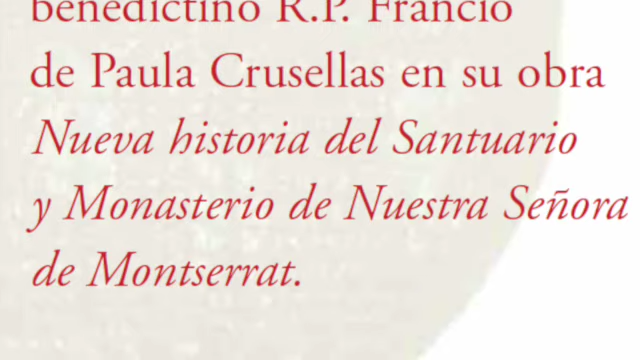 benedictino R.P. Francio
de Paula Crusellas en su obra
Nueva historia del Santuario
y Monasterio de Nuestra Señora
de Montserrat.